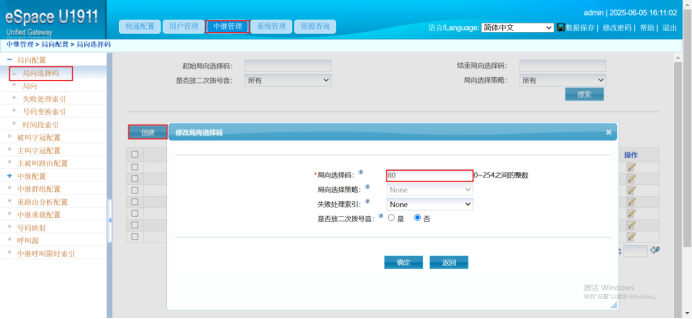 eSpace U1911
Unified Gateway
admin | 2025-06-05 16:11:02
快速配置 用户管理 中继管理 系统管理 资源查询
语言/Language: 简体中文 数据保存 | 修改密码 | 帮助 | 退出
中继管理 > 局向配置 > 局向选择码
局向配置
局向选择码
局向
失败处理索引
号码变换索引
时间段索引
被叫字冠配置
主叫字冠配置
主被叫路由配置
中继配置
中继群组配置
重路由分析配置
中继承载配置
号码映射
呼叫源
中继呼叫限时索引
起始局向选择码: 结束局向选择码:
是否放二次拨号音: 所有 局向选择策略: 所有
搜索
创建
操作
修改局向选择码
*局向选择码: 80 0~254之间的整数
局向选择策略: None
失败处理索引: None
是否放二次拨号音: 是 否
确定 返回
激活 Windows
转到"设置"以激活 Windows。